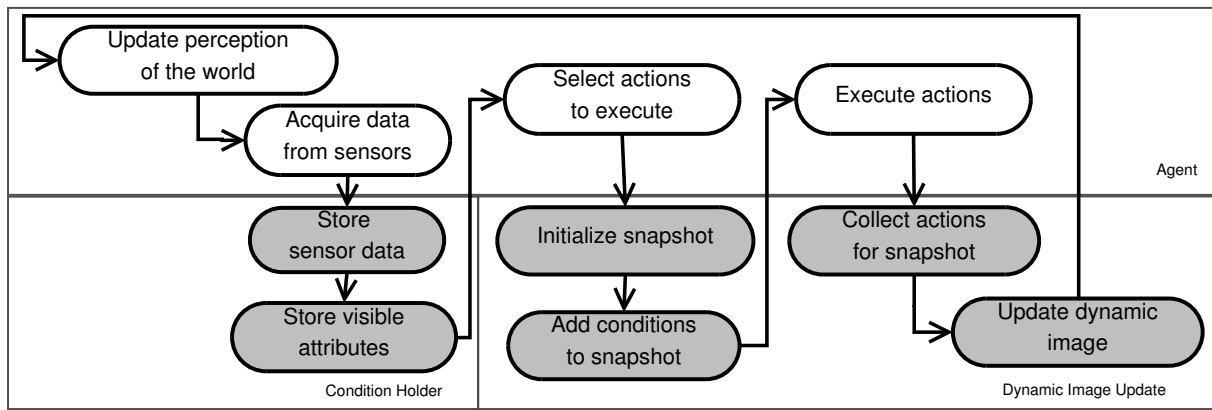 Update perception
of the world
Acquire data
from sensors
Select actions
to execute
Execute actions
Agent
Store
sensor data
Store visible
attributes
Condition Holder
Initialize snapshot
Add conditions
to snapshot
Collect actions
for snapshot
Update dynamic
image
Dynamic Image Update